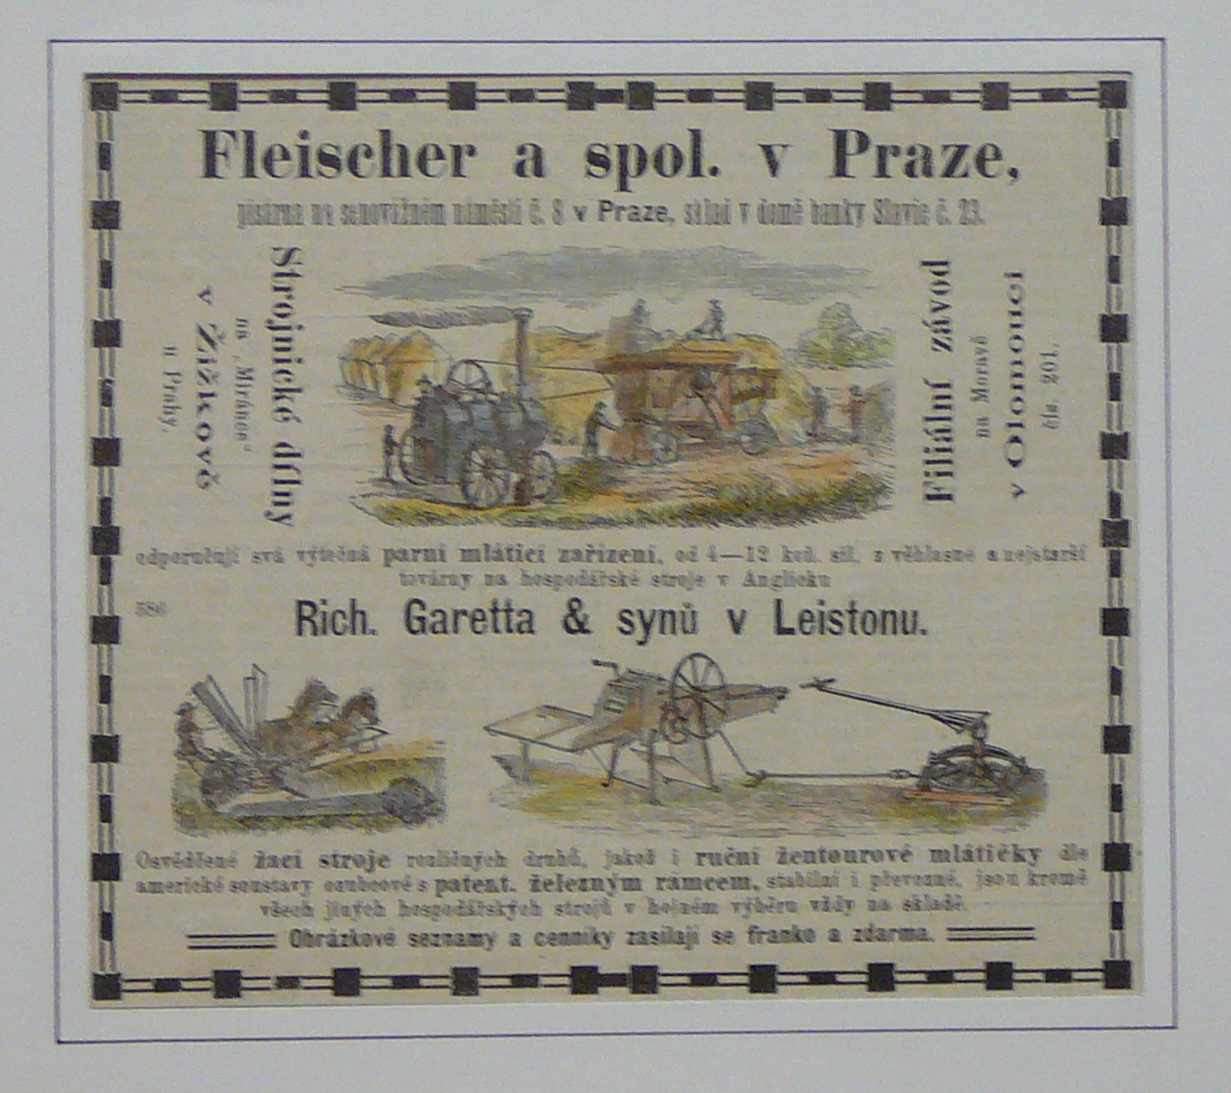 Fleischer a spol. v Praze,
písárna na senovážném náměstí č. 8 v Praze, sklad v domě banky Slavie č. 23.
Strojnické dílny
na „Miránce“
v Žižkově
u Prahy,
Filiální závod
na Moravě
v Olomouci
čís. 201.
odporučují svá výtečná parní mláticí zařízení, od 4—12 koň. sil, z věhlasné a nejstarší
továrny na hospodářské stroje v Anglicku
586
Rich. Garetta & synů v Leistonu.
Osvědčené žací stroje rozličných druhů, jakož i ruční žentourové mlátičky dle
americké soustavy ozubcové s patent. železným rámcem, stabilní i převozné, jsou kromě
všech jiných hospodářských strojů v hojném výběru vždy na skladě.
Obrázkové seznamy a cenníky zasílají se franko a zdarma.